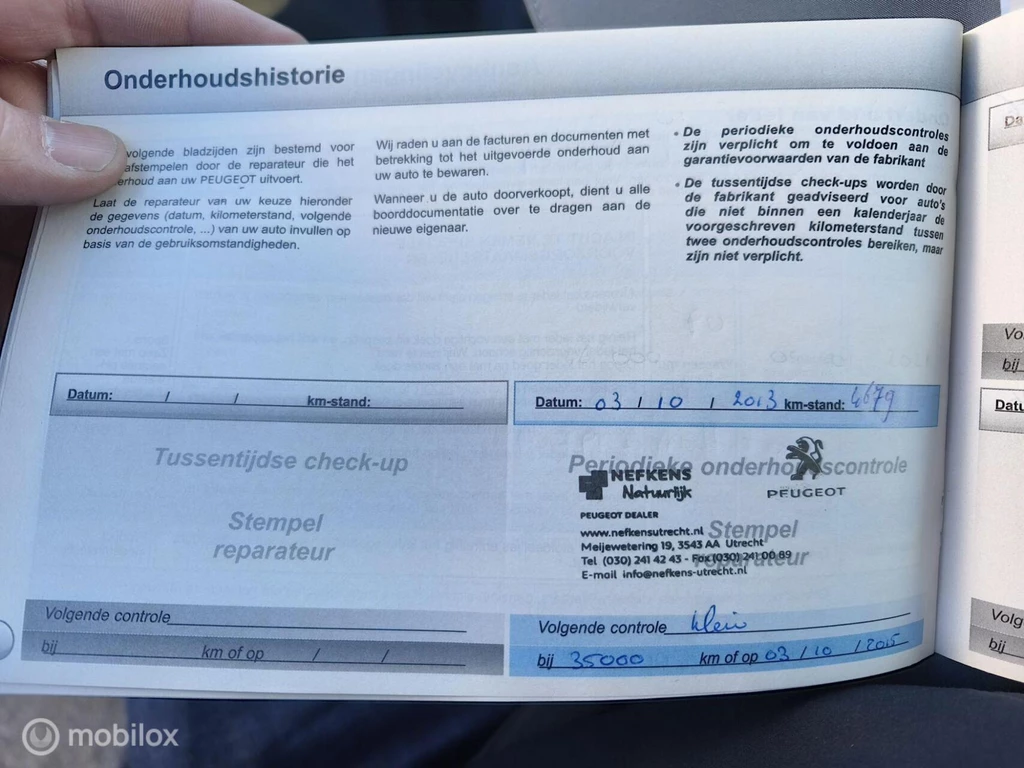 Onderhoudshistorie
volgende bladzijden zijn bestemd voor
afstempelen door de reparateur die het
aan uw PEUGEOT uitvoert.
Laat de reparateur van uw keuze hieronder
de gegevens (datum, kilometerstand, volgende
onderhoudscontrole, ...) van uw auto invullen op
basis van de gebruiksomstandigheden.
Wij raden u aan de facturen en documenten met
betrekking tot het uitgevoerde onderhoud aan
uw auto te bewaren.
Wanneer u de auto doorverkoopt, dient u alle
boorddocumentatie over te dragen aan de
nieuwe eigenaar.
• De periodieke onderhoudscontroles
zijn verplicht om te voldoen aan de
garantievoorwaarden van de fabrikant
• De tussentijdse check-ups worden door
de fabrikant geadviseerd voor auto's
die niet binnen een kalenderjaar de
voorgeschreven kilometerstand tussen
twee onderhoudscontroles bereiken, maar
zijn niet verplicht.
Datum: / / km-stand:
Tussentijdse check-up
Stempel
reparateur
Volgende controle
bij km of op / /
Datum: 03 / 10 / 2013 km-stand: 4679
Periodieke onderhoudscontrole
NEFKENS
Natuurlijk
PEUGEOT
PEUGEOT DEALER
www.nefkensutrecht.nl
Stempel
Meijewetering 19, 3543 AA Utrecht
Tel (030) 241 42 43 - Fax (030) 241 00 89
reparateur
E-mail info@nefkens-utrecht.nl
Volgende controle klein
bij 35000 km of op 03 / 10 / 2015
Vo
bij
Datu
Volg
bij
mobilox